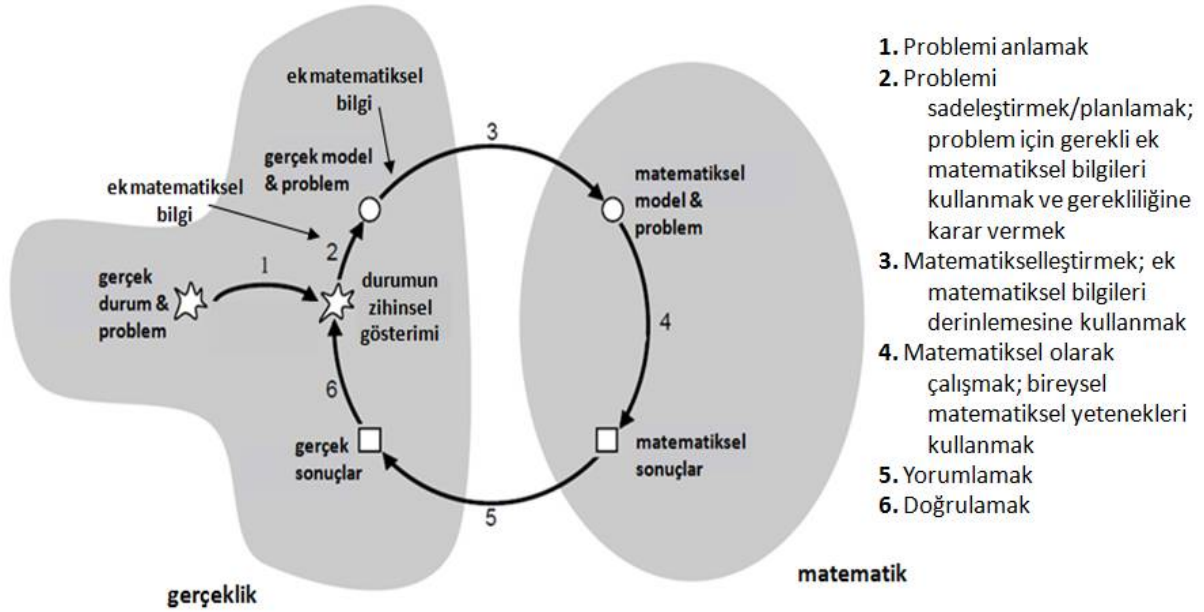 ek matematiksel
bilgi
3
gerçek model
& problem
matematiksel
model &
problem
ek matematiksel
bilgi
2
1
gerçek
durum &
problem
durumun
zihinsel
gösterimi
4
6
gerçek
sonuçlar
matematiksel
sonuçlar
5
gerçeklik
matematik
1. Problemi anlamak
2. Problemi
sadeleştirmek/planlamak;
problem için gerekli ek
matematiksel bilgileri
kullanmak ve gerekliliğine
karar vermek
3. Matematikselleştirmek; ek
matematiksel bilgileri
derinlemesine kullanmak
4. Matematiksel olarak
çalışmak; bireysel
matematiksel yetenekleri
kullanmak
5. Yorumlamak
6. Doğrulamak